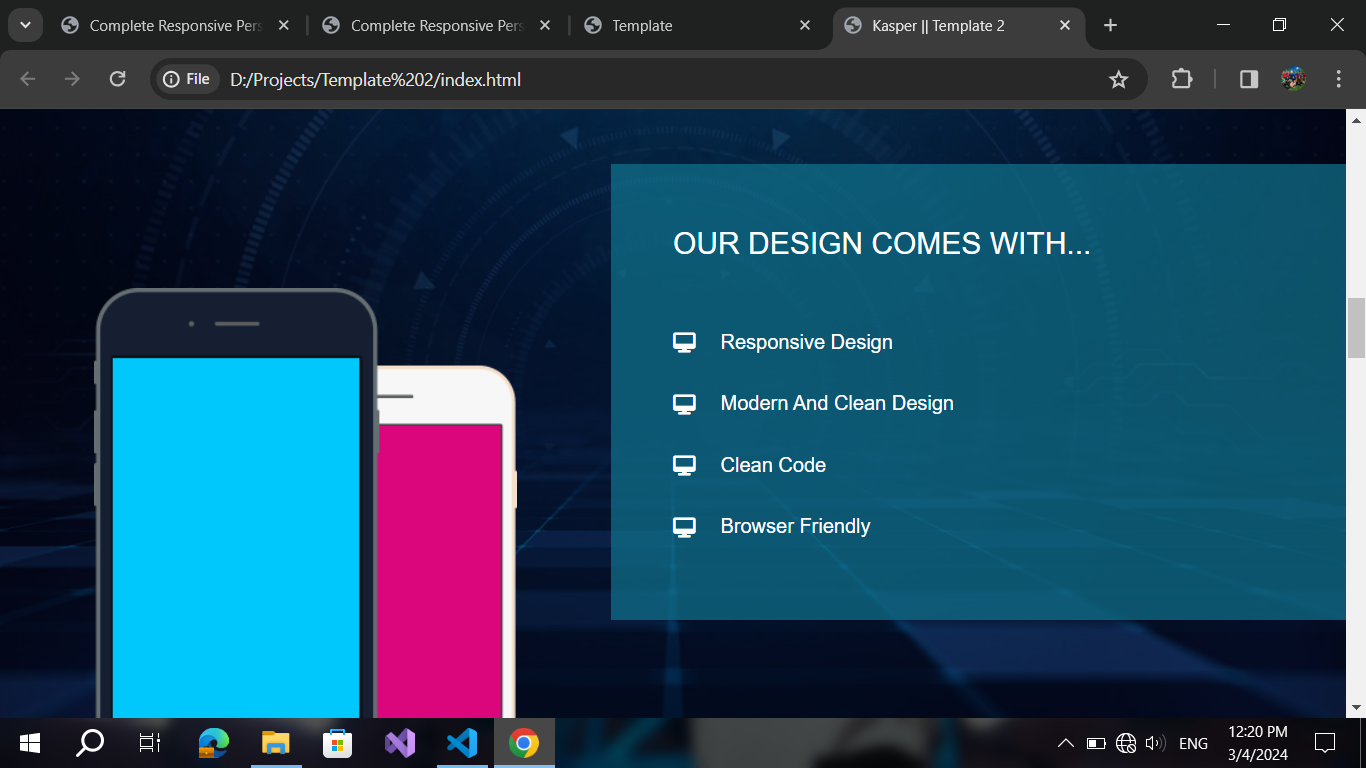 Complete Responsive Pers
Complete Responsive Pers
Template
Kasper || Template 2
File
D:/Projects/Template%202/index.html
OUR DESIGN COMES WITH...
Responsive Design
Modern And Clean Design
Clean Code
Browser Friendly
ENG
12:20 PM
3/4/2024